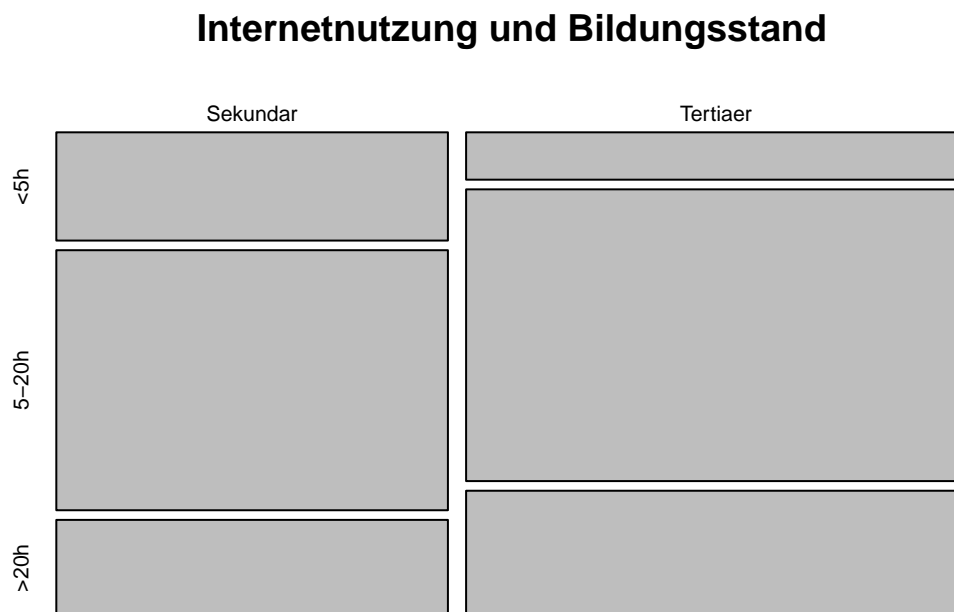 Internetnutzung und Bildungsstand
Sekundar
Tertiaer
<5h
5–20h
>20h